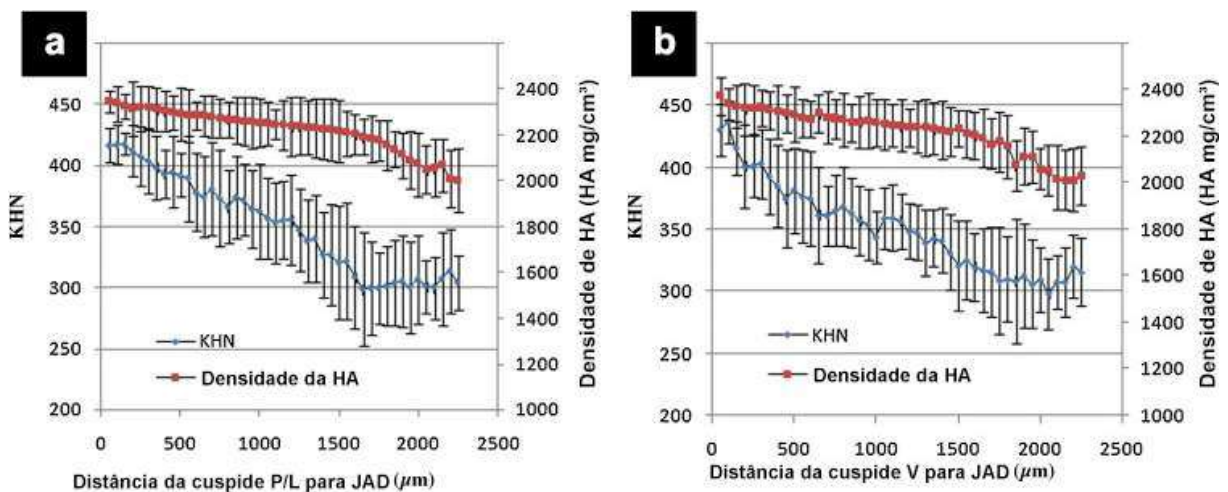 a
450
400
350
300
250
200
KHN
2400
2200
2000
1800
1600
1400
1200
1000
Densidade de HA (HA mg/cm³)
KHN
Densidade da HA
0 500 1000 1500 2000 2500
Distância da cuspide P/L para JAD (µm)
b
450
400
350
300
250
200
KHN
2400
2200
2000
1800
1600
1400
1200
1000
Densidade de HA (HA mg/cm³)
KHN
Densidade da HA
0 500 1000 1500 2000 2500
Distância da cuspide V para JAD (µm)